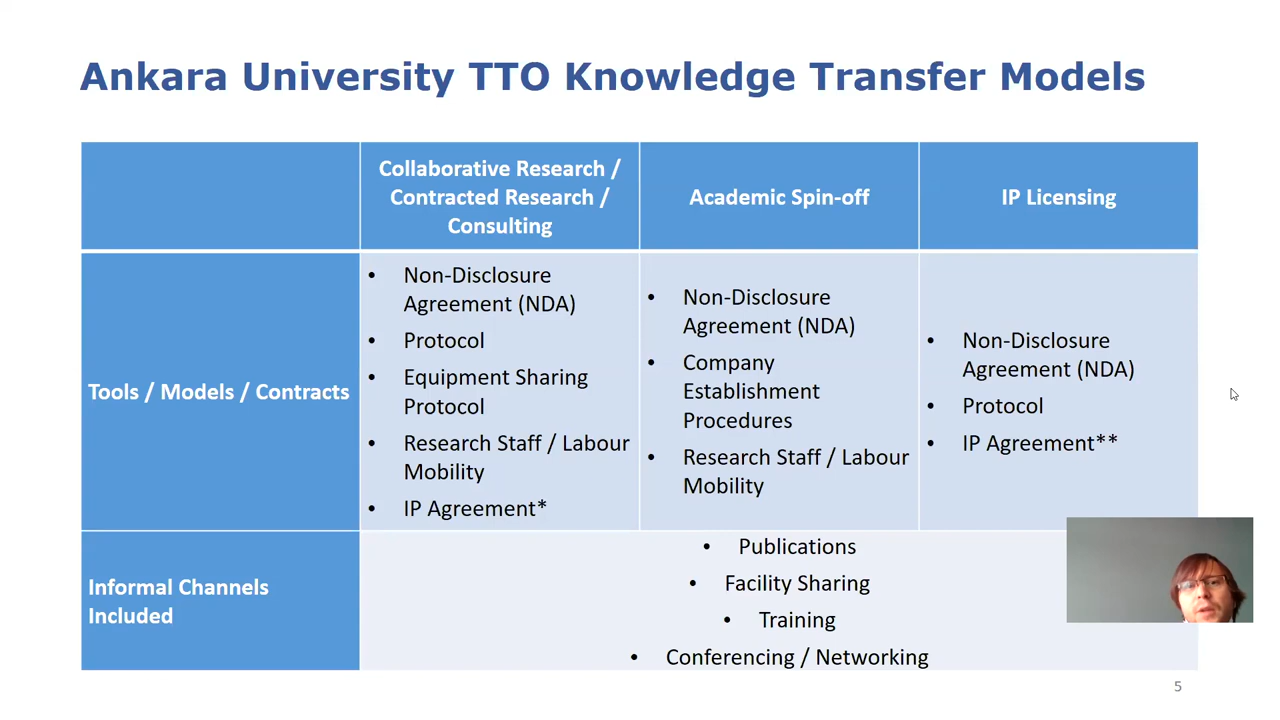 Ankara University TTO Knowledge Transfer Models
Collaborative Research /
Contracted Research /
Consulting
Academic Spin-off
IP Licensing
Tools / Models / Contracts
• Non-Disclosure
Agreement (NDA)
• Protocol
• Equipment Sharing
Protocol
• Research Staff / Labour
Mobility
• IP Agreement*
• Non-Disclosure
Agreement (NDA)
• Company
Establishment
Procedures
• Research Staff / Labour
Mobility
• Non-Disclosure
Agreement (NDA)
• Protocol
• IP Agreement**
Informal Channels
Included
• Publications
• Facility Sharing
• Training
• Conferencing / Networking
5